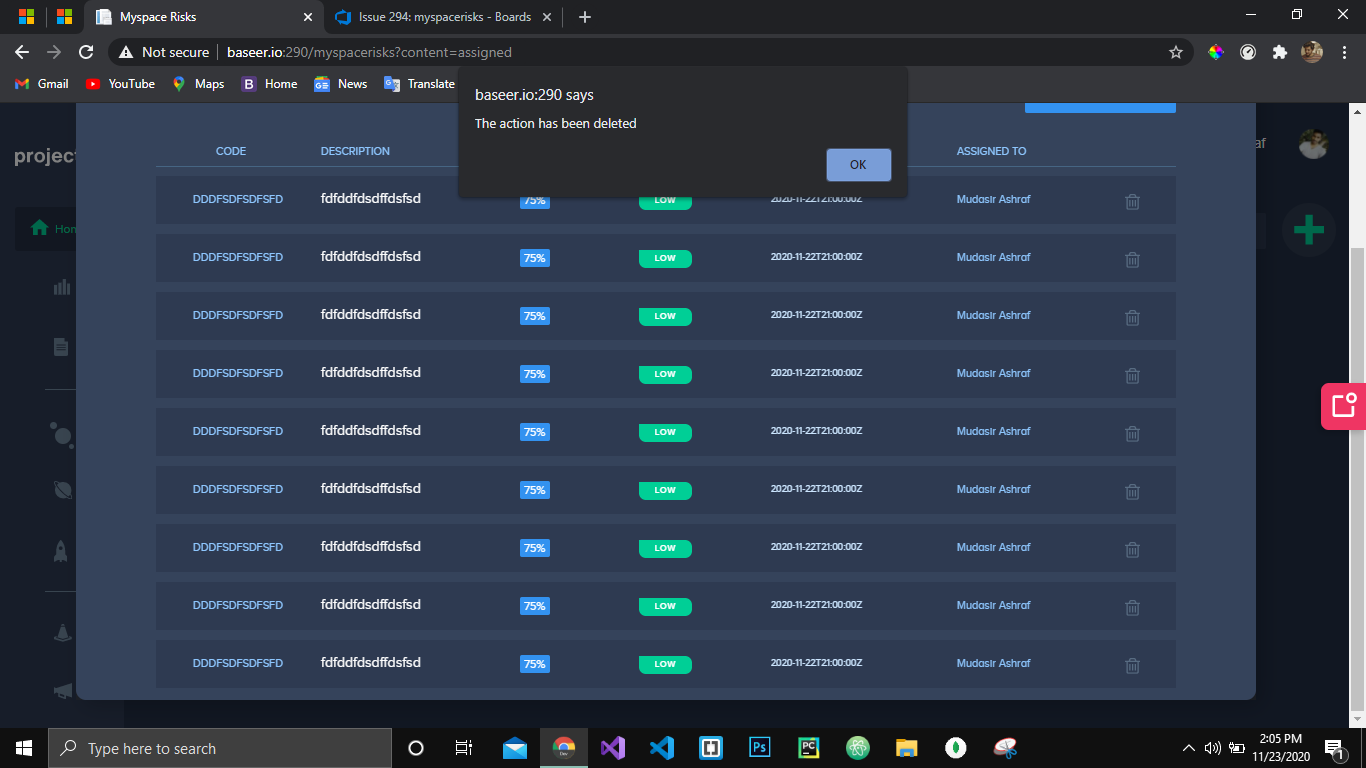 Myspace Risks
Issue 294: myspacerisks - Boards
Not secure
baseer.io:290/myspacerisks?content=assigned
Gmail
YouTube
Maps
Home
News
Translate
baseer.io:290 says
The action has been deleted
OK
project
af
Hom
CODE DESCRIPTION ASSIGNED TO
DDDFSDFSDFSFD fdfddfdsdffdsfsd 75% LOW 2020-11-22T21:00:00Z Mudasir Ashraf
DDDFSDFSDFSFD fdfddfdsdffdsfsd 75% LOW 2020-11-22T21:00:00Z Mudasir Ashraf
DDDFSDFSDFSFD fdfddfdsdffdsfsd 75% LOW 2020-11-22T21:00:00Z Mudasir Ashraf
DDDFSDFSDFSFD fdfddfdsdffdsfsd 75% LOW 2020-11-22T21:00:00Z Mudasir Ashraf
DDDFSDFSDFSFD fdfddfdsdffdsfsd 75% LOW 2020-11-22T21:00:00Z Mudasir Ashraf
DDDFSDFSDFSFD fdfddfdsdffdsfsd 75% LOW 2020-11-22T21:00:00Z Mudasir Ashraf
DDDFSDFSDFSFD fdfddfdsdffdsfsd 75% LOW 2020-11-22T21:00:00Z Mudasir Ashraf
DDDFSDFSDFSFD fdfddfdsdffdsfsd 75% LOW 2020-11-22T21:00:00Z Mudasir Ashraf
DDDFSDFSDFSFD fdfddfdsdffdsfsd 75% LOW 2020-11-22T21:00:00Z Mudasir Ashraf
Type here to search
Dev
Ps
PC
2:05 PM
11/23/2020
1